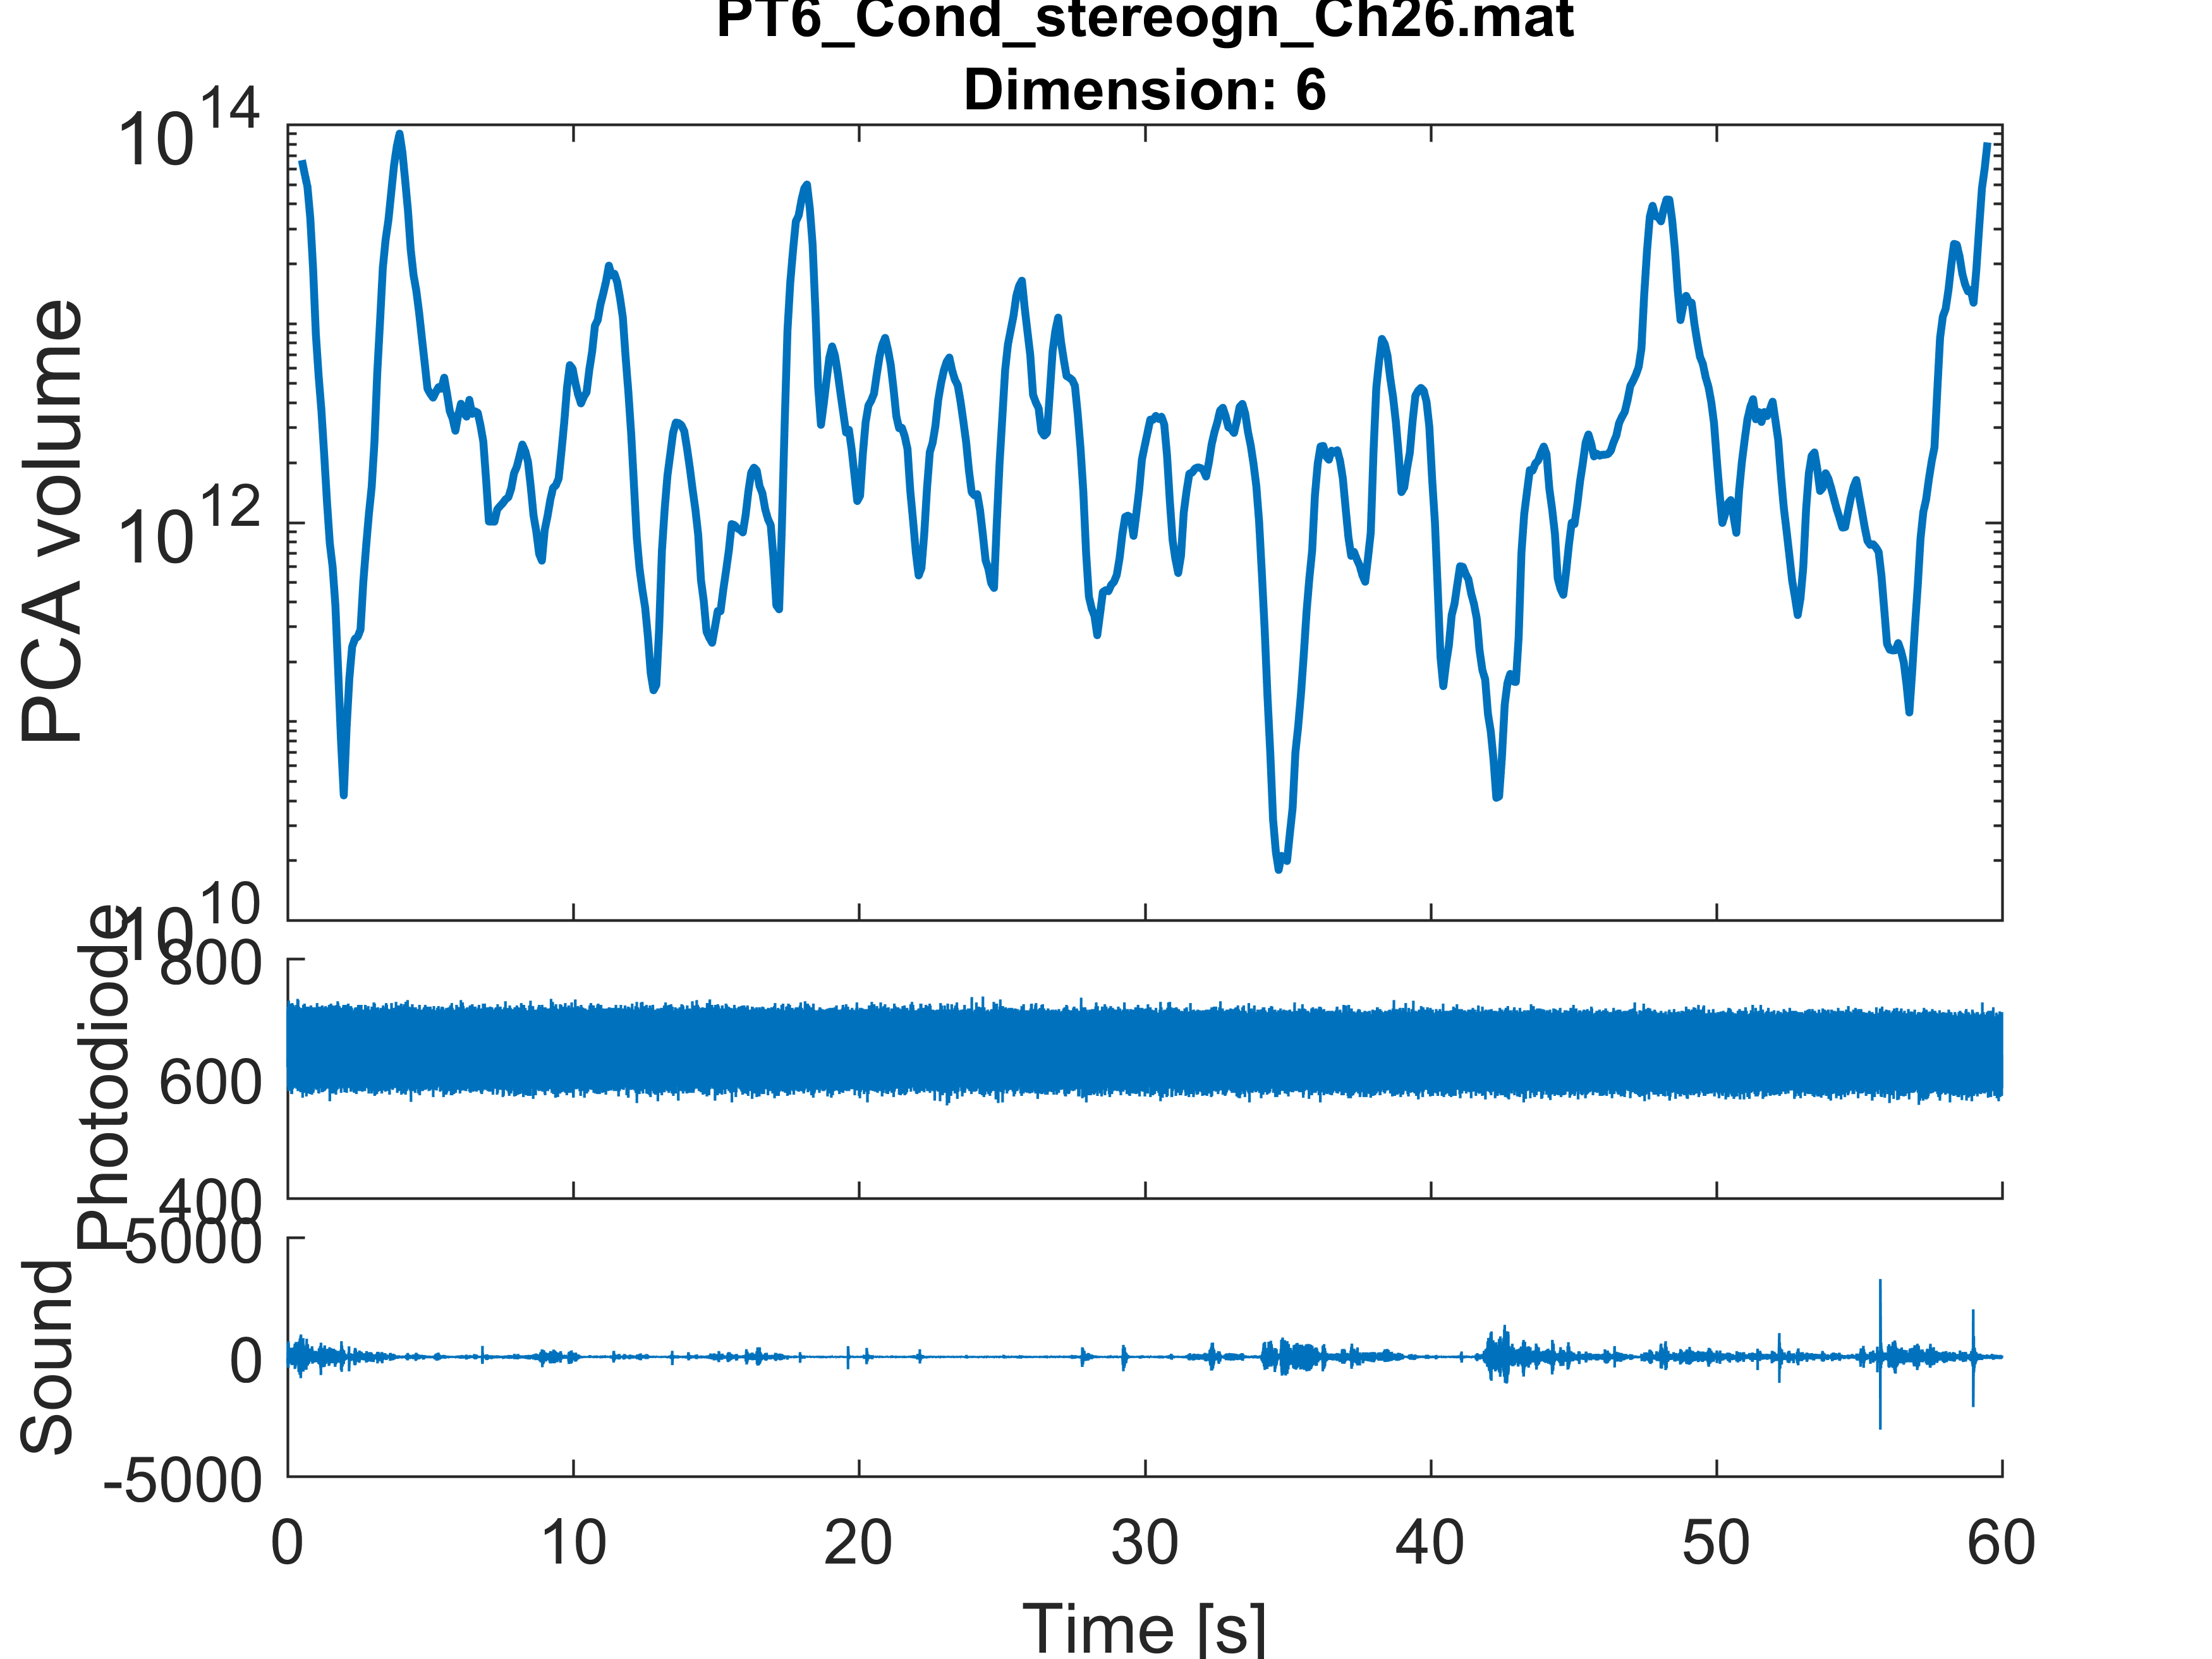 PT6_Cond_stereogn_Ch26.mat
Dimension: 6
10^14
10^12
10^10
PCA volume
800
600
400
Photodiode
5000
0
-5000
Sound
0 10 20 30 40 50 60
Time [s]